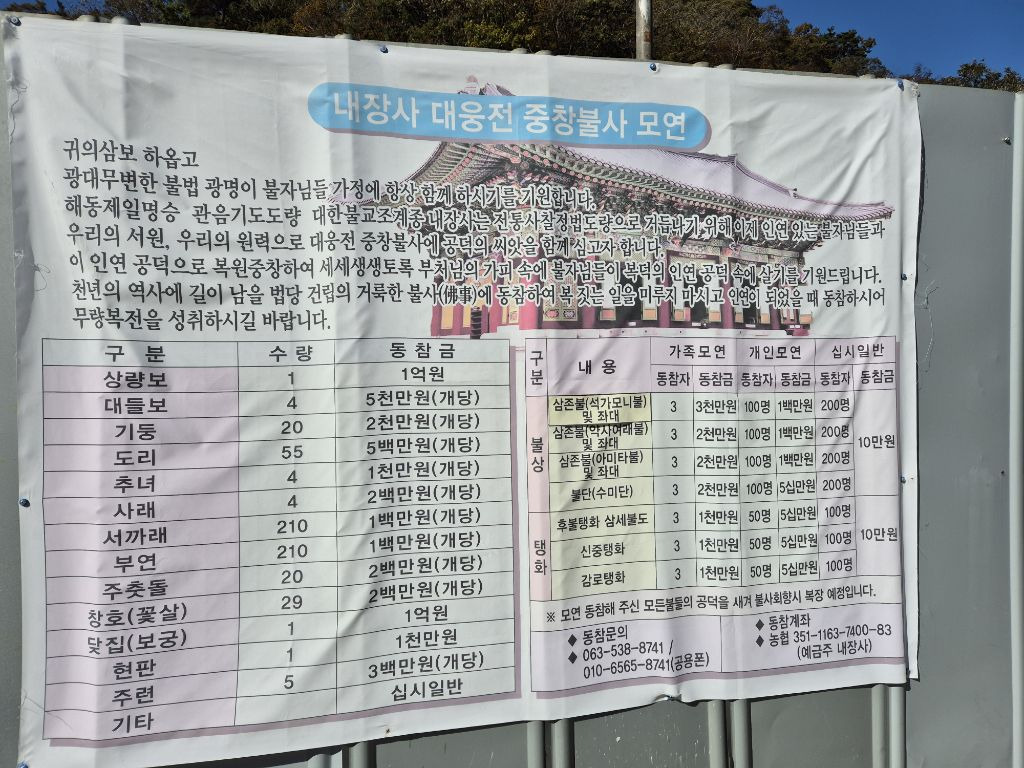 내장사 대웅전 중창불사 모연
귀의삼보 하옵고
광대무변한 불법 광명이 불자님들 가정에 항상 함께 하시기를 기원합니다.
해동제일명승 관음기도도량 대한불교조계종 내장사는 전통사찰정법도량으로 거듭나기 위해 이제 인연 있는 불자님들과
우리의 서원, 우리의 원력으로 대웅전 중창불사에 공덕의 씨앗을 함께 심고자 합니다.
이 인연 공덕으로 복원중창하여 세세생생토록 부처님의 가피 속에 불자님들이 복덕의 인연 공덕 속에 살기를 기원드립니다.
천년의 역사에 길이 남을 법당 건립의 거룩한 불사(佛事)에 동참하여 복 짓는 일을 미루지 마시고 인연이 되었을 때 동참하시어
무량복전을 성취하시길 바랍니다.
구 분 수 량 동 참 금
상량보 1 1억원
대들보 4 5천만원(개당)
기둥 20 2천만원(개당)
도리 55 5백만원(개당)
추녀 4 1천만원(개당)
사래 4 2백만원(개당)
서까래 210 1백만원(개당)
부연 210 1백만원(개당)
주춧돌 20 2백만원(개당)
창호(꽃살) 29 2백만원(개당)
닺집(보궁) 1 1억원
현판 1 1천만원
주련 5 3백만원(개당)
기타 십시일반
구분 내 용 가족모연 개인모연 십시일반
동참자 동참금 동참자 동참금 동참자 동참금
불상
삼존불(석가모니불) 및 좌대 3 3천만원 100명 1백만원 200명 10만원
삼존불(약사여래불) 및 좌대 3 2천만원 100명 1백만원 200명
삼존불(아미타불) 및 좌대 3 2천만원 100명 1백만원 200명
불단(수미단) 3 2천만원 100명 5십만원 200명
탱화
후불탱화 삼세불도 3 1천만원 50명 5십만원 100명 10만원
신중탱화 3 1천만원 50명 5십만원 100명
감로탱화 3 1천만원 50명 5십만원 100명
※ 모연 동참해 주신 모든분들의 공덕을 새겨 불사회향시 복장 예정입니다.
◆ 동참문의
◆ 063-538-8741 /
010-6565-8741(공용폰)
◆ 동참계좌
◆ 농협 351-1163-7400-83
(예금주 내장사)